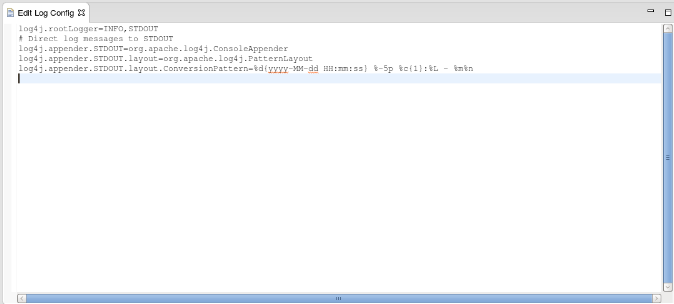 Edit Log Config
log4j.rootLogger=INFO,STDOUT
# Direct log messages to STDOUT
log4j.appender.STDOUT=org.apache.log4j.ConsoleAppender
log4j.appender.STDOUT.layout=org.apache.log4j.PatternLayout
log4j.appender.STDOUT.layout.ConversionPattern=%d{yyyy-MM-dd HH:mm:ss} %-5p %c{1}:%L - %m%n